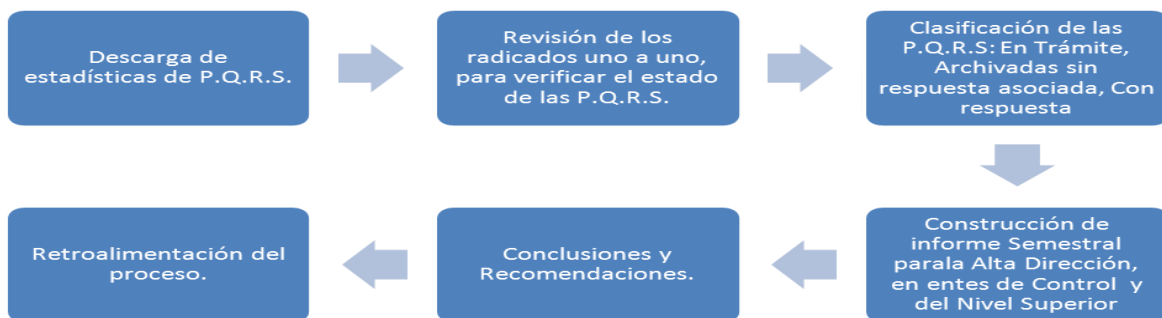 Descarga de
estadísticas de P.Q.R.S.
Revisión de los
radicados uno a uno,
para verificar el estado
de las P.Q.R.S.
Clasificación de las
P.Q.R.S: En Trámite,
Archivadas sin
respuesta asociada, Con
respuesta
Construcción de
informe Semestral
parala Alta Dirección,
en entes de Control y
del Nivel Superior
Conclusiones y
Recomendaciones.
Retroalimentación del
proceso.